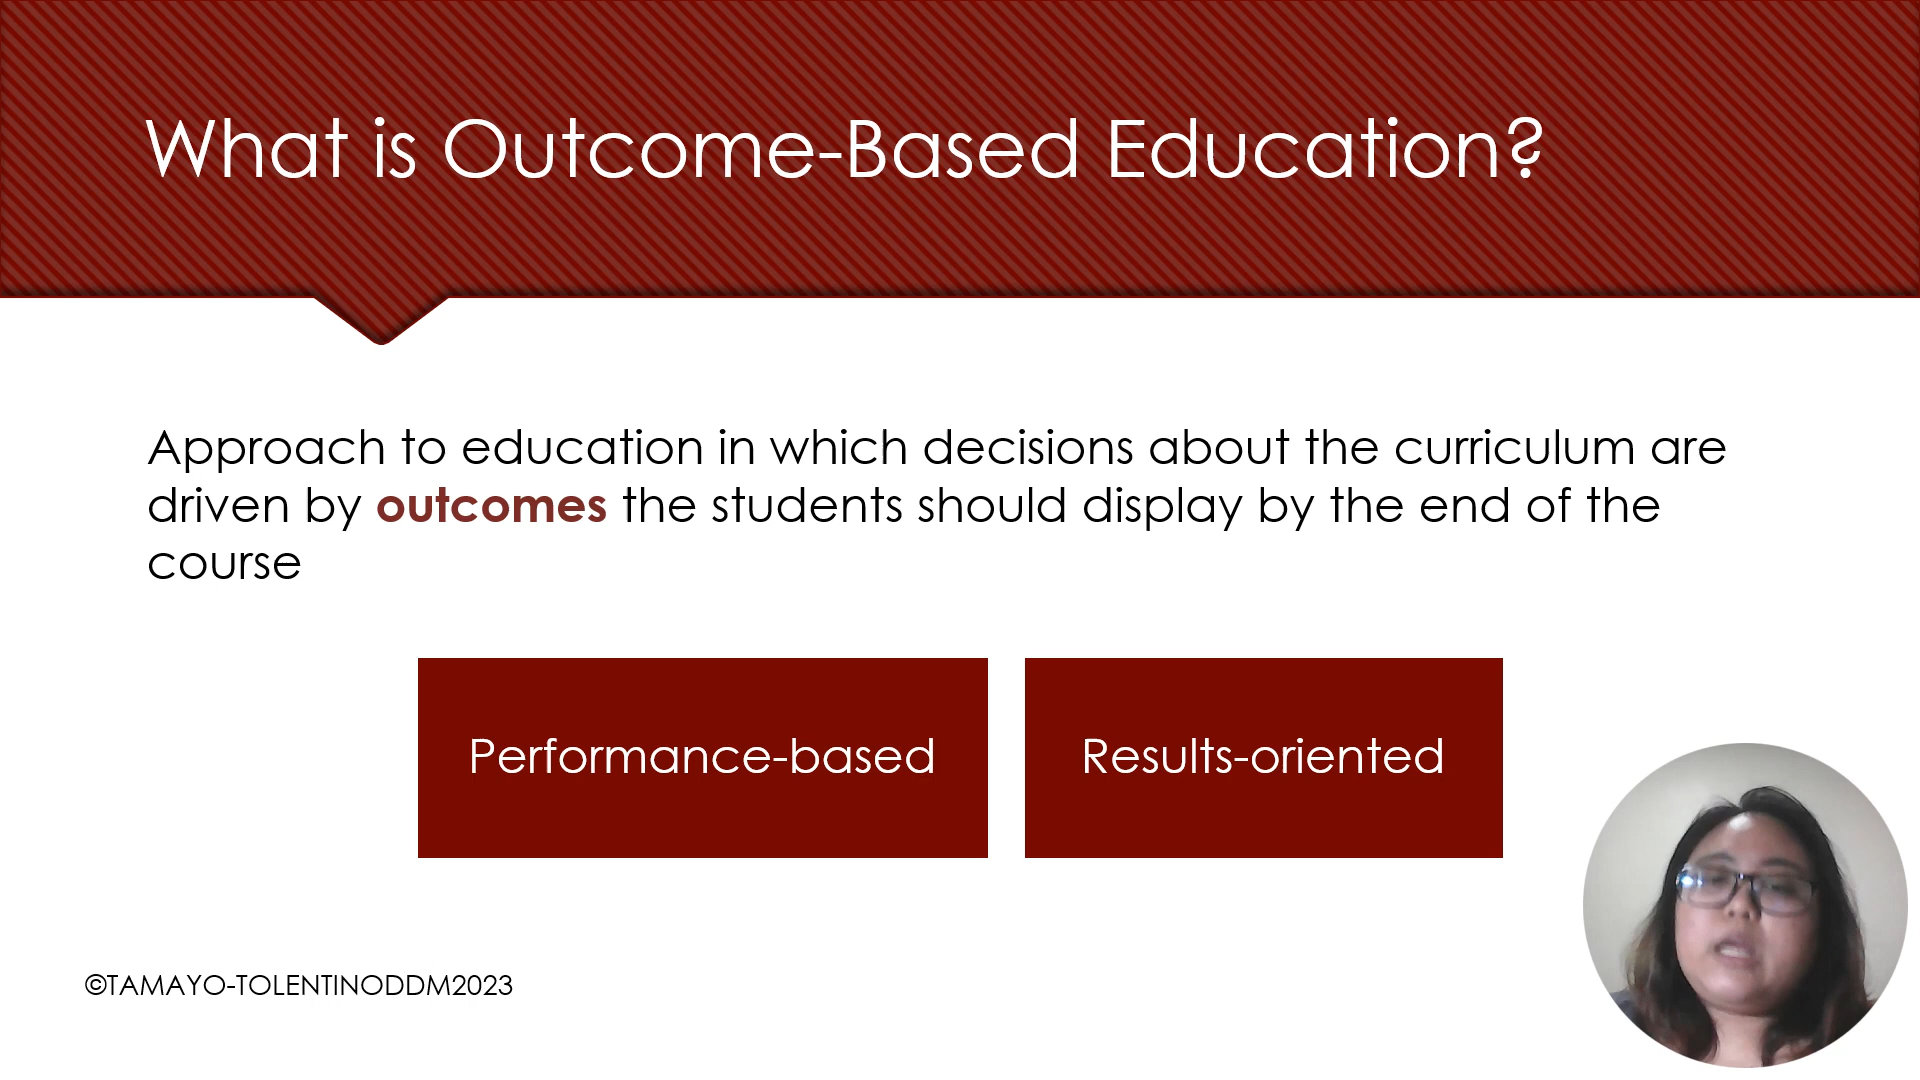 What is Outcome-Based Education?
Approach to education in which decisions about the curriculum are
driven by outcomes the students should display by the end of the
course
Performance-based
Results-oriented
©TAMAYO-TOLENTINODDM2023